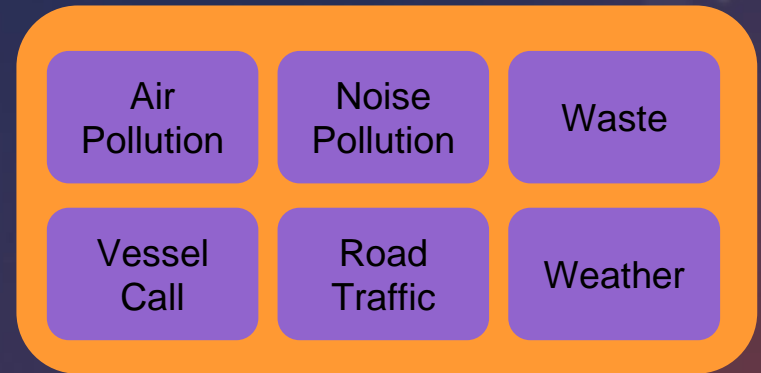 Air
Pollution
Noise
Pollution
Waste
Vessel
Call
Road
Traffic
Weather